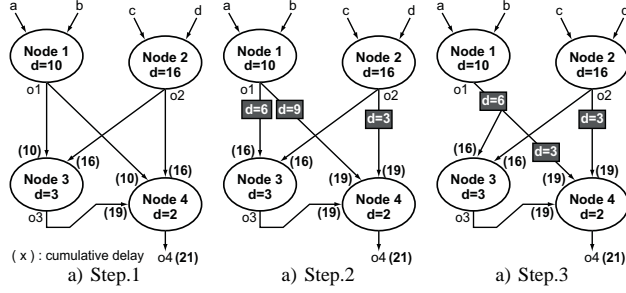 a b c d
Node 1
d=10
Node 2
d=16
o1 o2
(10) (16) (10) (16)
Node 3
d=3
Node 4
d=2
o3 (19)
o4 (21)
( x ) : cumulative delay
a) Step.1
a b c d
Node 1
d=10
Node 2
d=16
o1 o2
d=6 d=9 d=3
(16) (16) (19) (19)
Node 3
d=3
Node 4
d=2
o3 (19)
o4 (21)
a) Step.2
a b c d
Node 1
d=10
Node 2
d=16
o1 o2
d=6 d=3
d=3
(16) (16) (19) (19)
Node 3
d=3
Node 4
d=2
o3 (19)
o4 (21)
a) Step.3